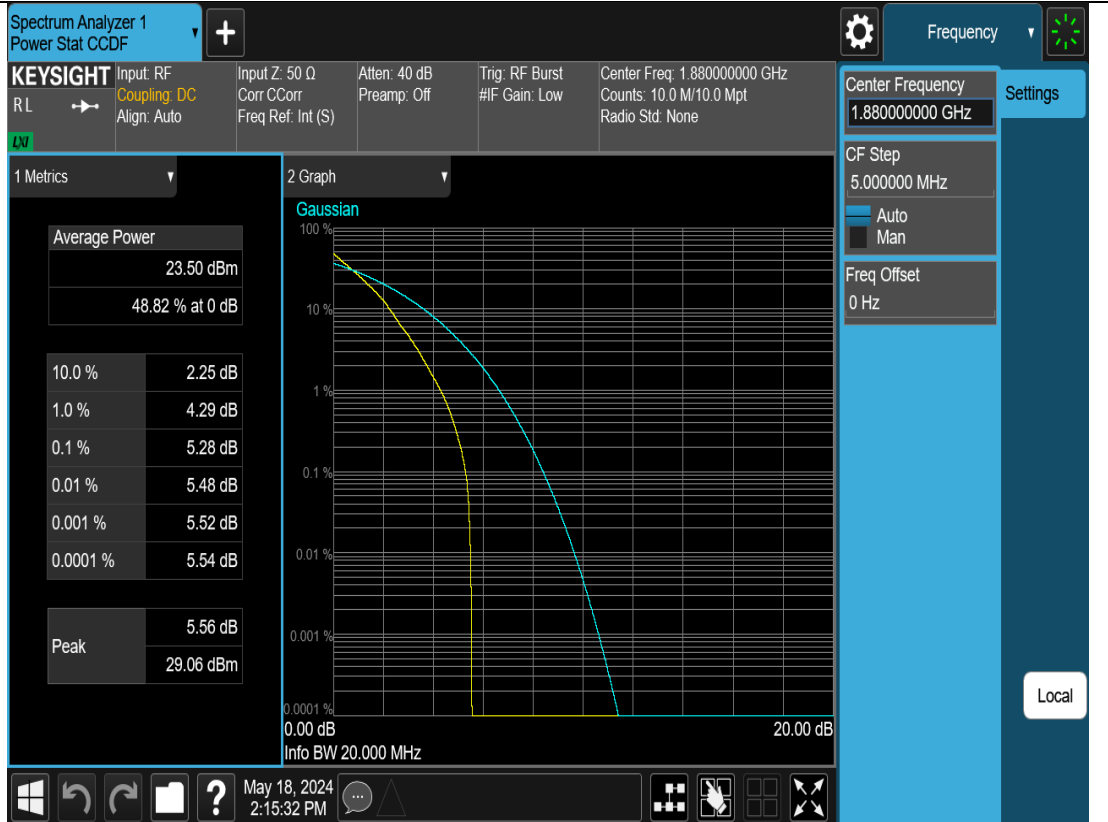 Spectrum Analyzer 1
Power Stat CCDF
+
Frequency
KEYSIGHT
RL
LXI
Input: RF
Coupling: DC
Align: Auto
Input Z: 50 Ω
Corr CCorr
Freq Ref: Int (S)
Atten: 40 dB
Preamp: Off
Trig: RF Burst
#IF Gain: Low
Center Freq: 1.880000000 GHz
Counts: 10.0 M/10.0 Mpt
Radio Std: None
Center Frequency
1.880000000 GHz
Settings
CF Step
5.000000 MHz
Auto
Man
Freq Offset
0 Hz
Local
1 Metrics
Average Power
23.50 dBm
48.82 % at 0 dB
10.0 % 2.25 dB
1.0 % 4.29 dB
0.1 % 5.28 dB
0.01 % 5.48 dB
0.001 % 5.52 dB
0.0001 % 5.54 dB
Peak 5.56 dB
29.06 dBm
2 Graph
Gaussian
100 %
10 %
1 %
0.1 %
0.01 %
0.001 %
0.0001 %
0.00 dB 20.00 dB
Info BW 20.000 MHz
?
May 18, 2024
2:15:32 PM